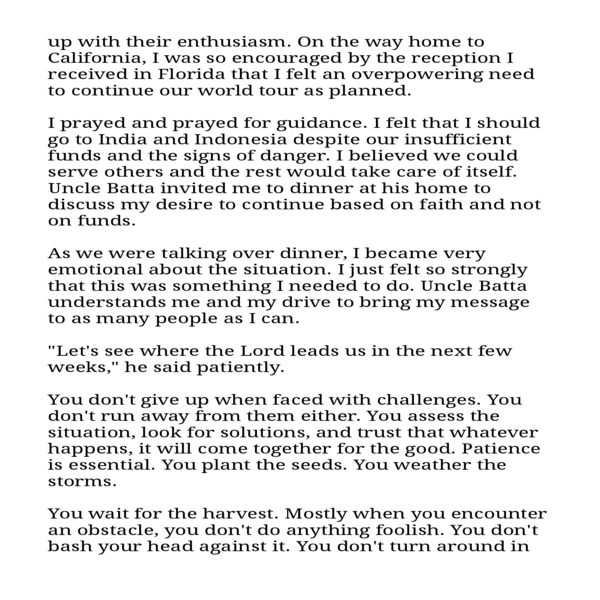 up with their enthusiasm. On the way home to
California, I was so encouraged by the reception I
received in Florida that I felt an overpowering need
to continue our world tour as planned.
I prayed and prayed for guidance. I felt that I should
go to India and Indonesia despite our insufficient
funds and the signs of danger. I believed we could
serve others and the rest would take care of itself.
Uncle Batta invited me to dinner at his home to
discuss my desire to continue based on faith and not
on funds.
As we were talking over dinner, I became very
emotional about the situation. I just felt so strongly
that this was something I needed to do. Uncle Batta
understands me and my drive to bring my message
to as many people as I can.
"Let's see where the Lord leads us in the next few
weeks," he said patiently.
You don't give up when faced with challenges. You
don't run away from them either. You assess the
situation, look for solutions, and trust that whatever
happens, it will come together for the good. Patience
is essential. You plant the seeds. You weather the
storms.
You wait for the harvest. Mostly when you encounter
an obstacle, you don't do anything foolish. You don't
bash your head against it. You don't turn around in